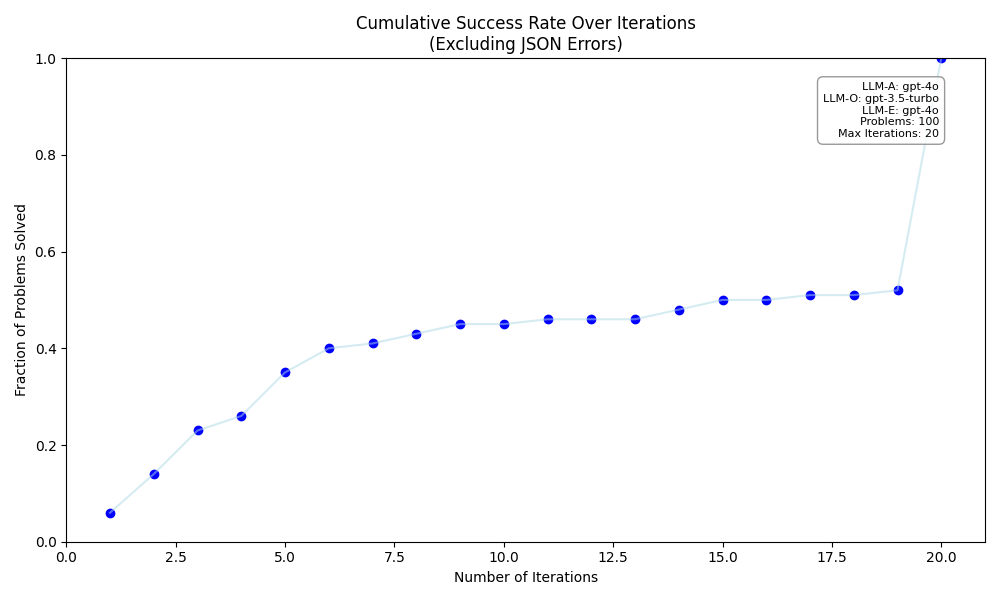 Cumulative Success Rate Over Iterations
(Excluding JSON Errors)
LLM-A: gpt-4o
LLM-O: gpt-3.5-turbo
LLM-E: gpt-4o
Problems: 100
Max Iterations: 20
Fraction of Problems Solved
1.0
0.8
0.6
0.4
0.2
0.0
0.0 2.5 5.0 7.5 10.0 12.5 15.0 17.5 20.0
Number of Iterations